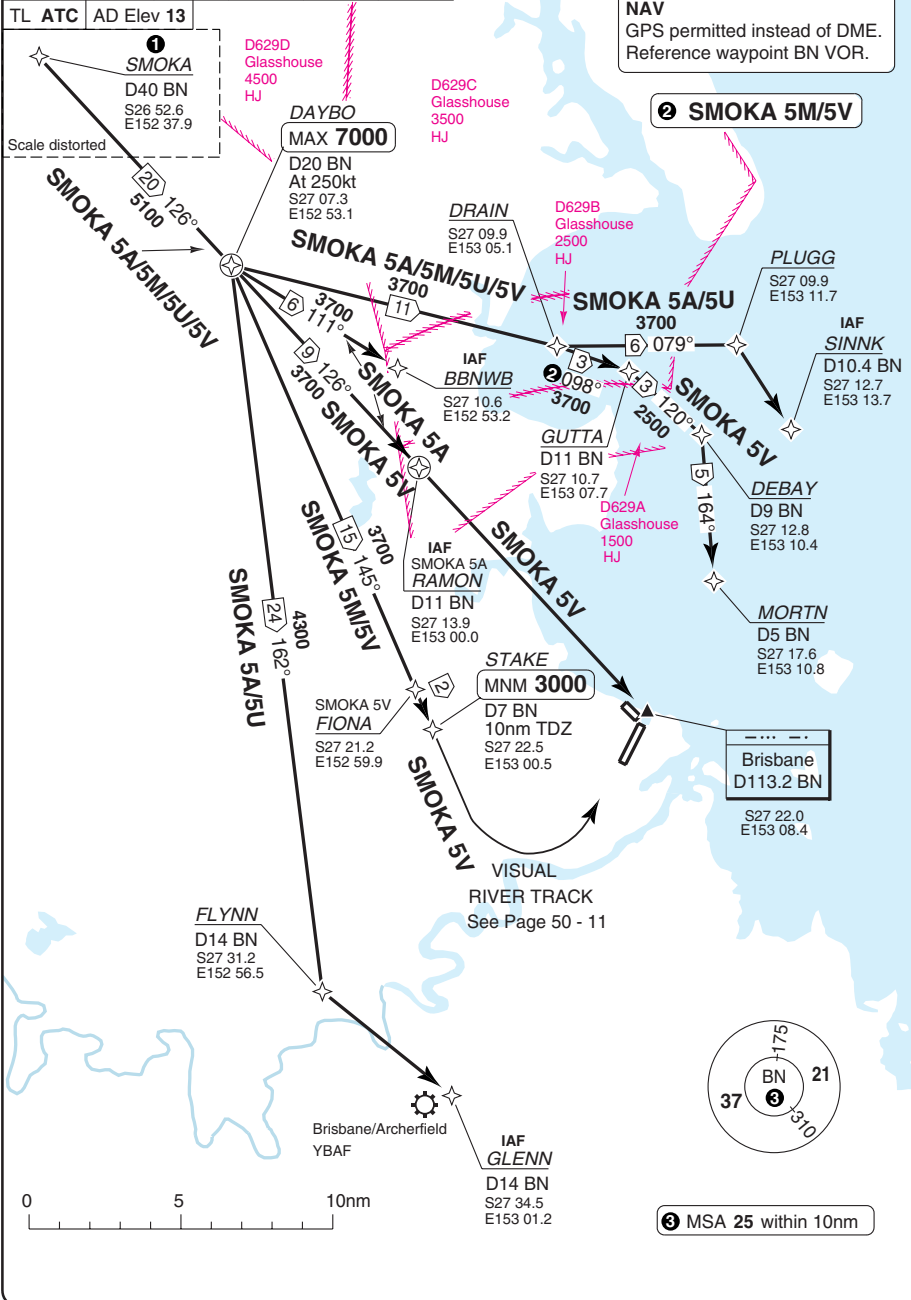 TL ATC AD Elev 13
NAV
GPS permitted instead of DME.
Reference waypoint BN VOR.
❶
SMOKA
D40 BN
S26 52.6
E152 37.9
Scale distorted
D629D
Glasshouse
4500
HJ
D629C
Glasshouse
3500
HJ
❷ SMOKA 5M/5V
DAYBO
MAX 7000
D20 BN
At 250kt
S27 07.3
E152 53.1
20 126°
5100
SMOKA 5A/5M/5U/5V
DRAIN
S27 09.9
E153 05.1
D629B
Glasshouse
2500
HJ
PLUGG
S27 09.9
E153 11.7
SMOKA 5A/5M/5U/5V
3700
11
SMOKA 5A/5U
3700
6 079°
IAF
SINNK
D10.4 BN
S27 12.7
E153 13.7
3700
6 111°
IAF
BBNWB
S27 10.6
E152 53.2
SMOKA 5A
9 126°
3700
SMOKA 5V
3
❷ 098°
3700
3 120°
2500
SMOKA 5V
GUTTA
D11 BN
S27 10.7
E153 07.7
D629A
Glasshouse
1500
HJ
DEBAY
D9 BN
S27 12.8
E153 10.4
5 164°
MORTN
D5 BN
S27 17.6
E153 10.8
IAF
SMOKA 5A
RAMON
D11 BN
S27 13.9
E153 00.0
SMOKA 5V
3700
15 145°
SMOKA 5M/5V
4300
24 162°
SMOKA 5A/5U
STAKE
MNM 3000
D7 BN
10nm TDZ
S27 22.5
E153 00.5
2
SMOKA 5V
FIONA
S27 21.2
E152 59.9
SMOKA 5V
Brisbane
D113.2 BN
S27 22.0
E153 08.4
VISUAL
RIVER TRACK
See Page 50 - 11
FLYNN
D14 BN
S27 31.2
E152 56.5
Brisbane/Archerfield
YBAF
IAF
GLENN
D14 BN
S27 34.5
E153 01.2
175
BN
❸
21
37
310
0 5 10nm
❸ MSA 25 within 10nm